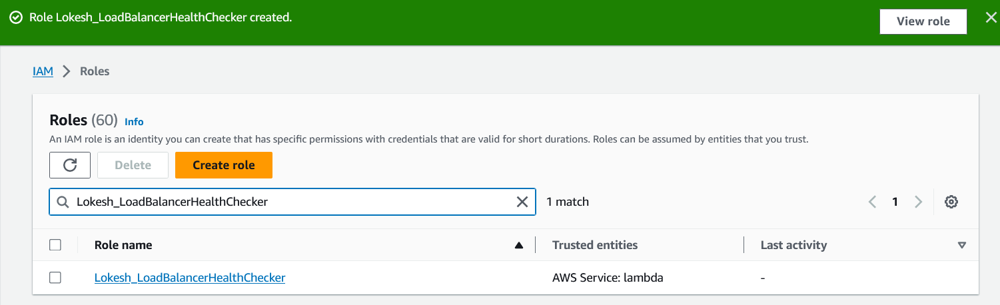 Role Lokesh_LoadBalancerHealthChecker created.
View role
IAM > Roles
Roles (60) Info
An IAM role is an identity you can create that has specific permissions with credentials that are valid for short durations. Roles can be assumed by entities that you trust.
Delete Create role
Lokesh_LoadBalancerHealthChecker 1 match 1
Role name Trusted entities Last activity
Lokesh_LoadBalancerHealthChecker AWS Service: lambda -